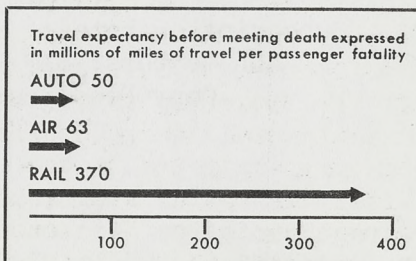 Travel expectancy before meeting death expressed
in millions of miles of travel per passenger fatality
AUTO 50
AIR 63
RAIL 370
100 200 300 400